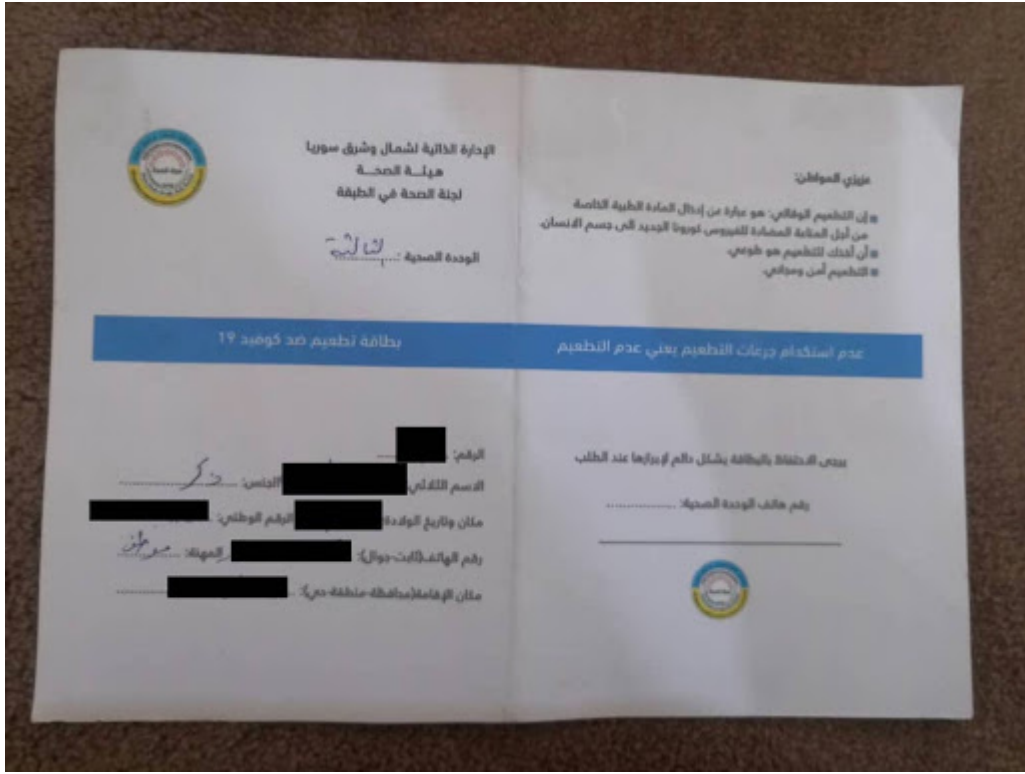 الإدارة الذاتية لشمال وشرق سوريا
هيئة الصحة
لجنة الصحة في الطبقة
الوحدة الصحية: الثالثة
بطاقة تطعيم ضد كوفيد 19
الرقم:
الاسم الثلاثي: الجنس: ذكر
مكان وتاريخ الولادة: الرقم الوطني:
رقم الهاتف(ثابت-جوال): المهنة: موظف
مكان الإقامة(محافظة-منطقة-حي):
عزيزي المواطن:
إن التطعيم الوقائي: هو عبارة عن إدخال المادة الطبية الخاصة
من أجل المناعة المضادة للفيروس كورونا الجديد الى جسم الانسان.
أن أخذك للتطعيم هو طوعي.
التطعيم آمن ومجاني.
عدم استكدام جرعات التطعيم يعني عدم التطعيم
يرجى الاحتفاظ بالبطاقة بشكل دائم لإبرازها عند الطلب
رقم هاتف الوحدة الصحية: